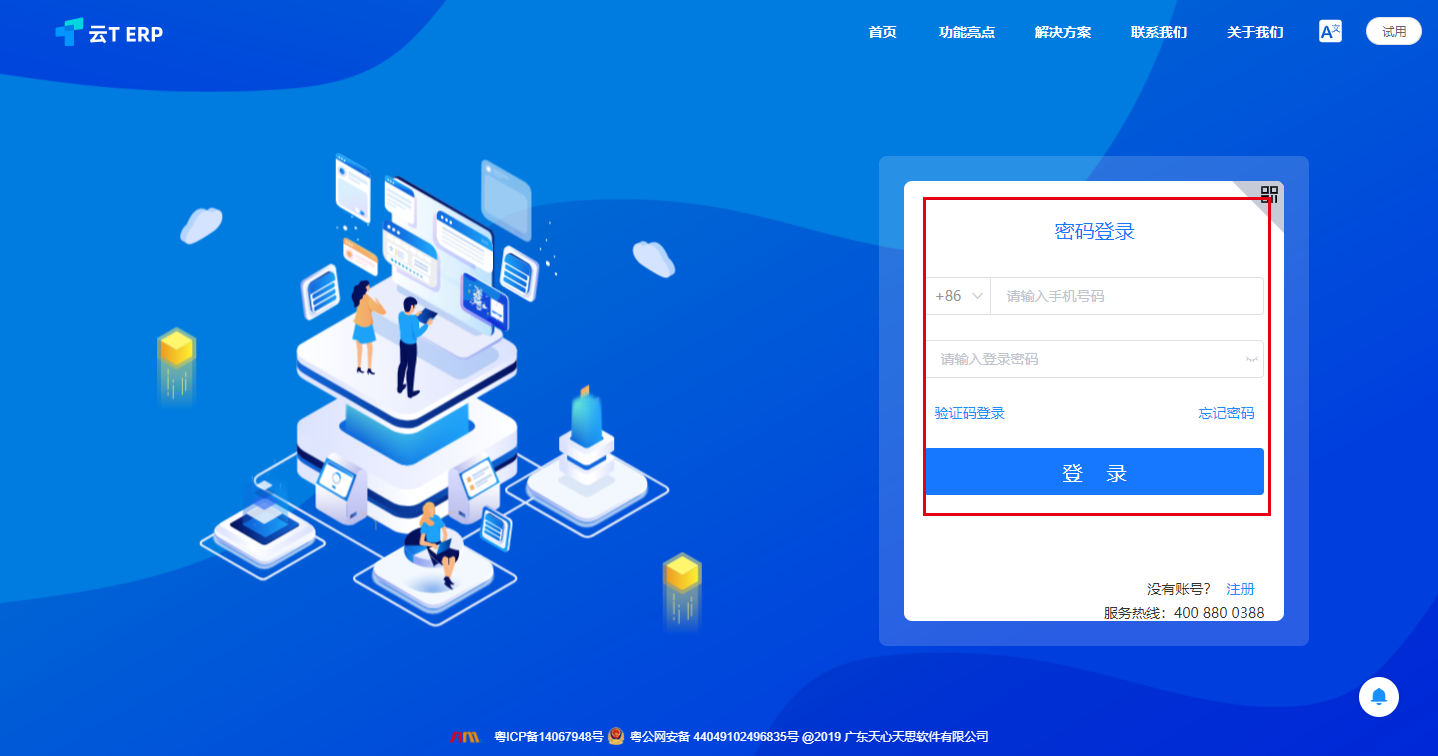 云T ERP
首页 功能亮点 解决方案 联系我们 关于我们 A文 试用
密码登录
+86 请输入手机号码
请输入登录密码
验证码登录 忘记密码
登 录
没有账号? 注册
服务热线：400 880 0388
粤ICP备14067948号 粤公网安备 44049102496835号 @2019 广东天心天思软件有限公司